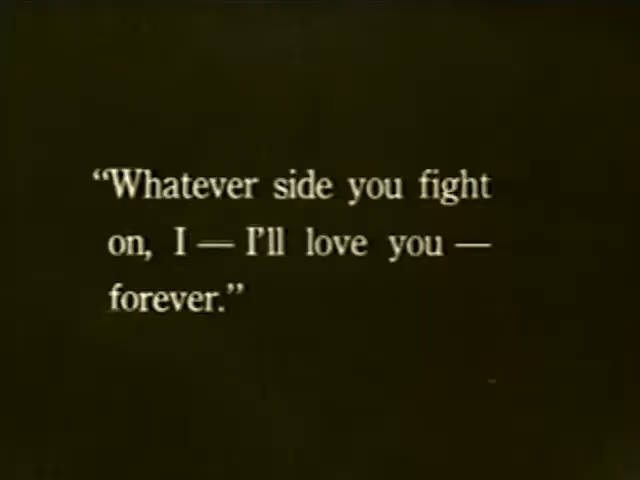 “Whatever side you fight
on, I — I’ll love you —
forever.”